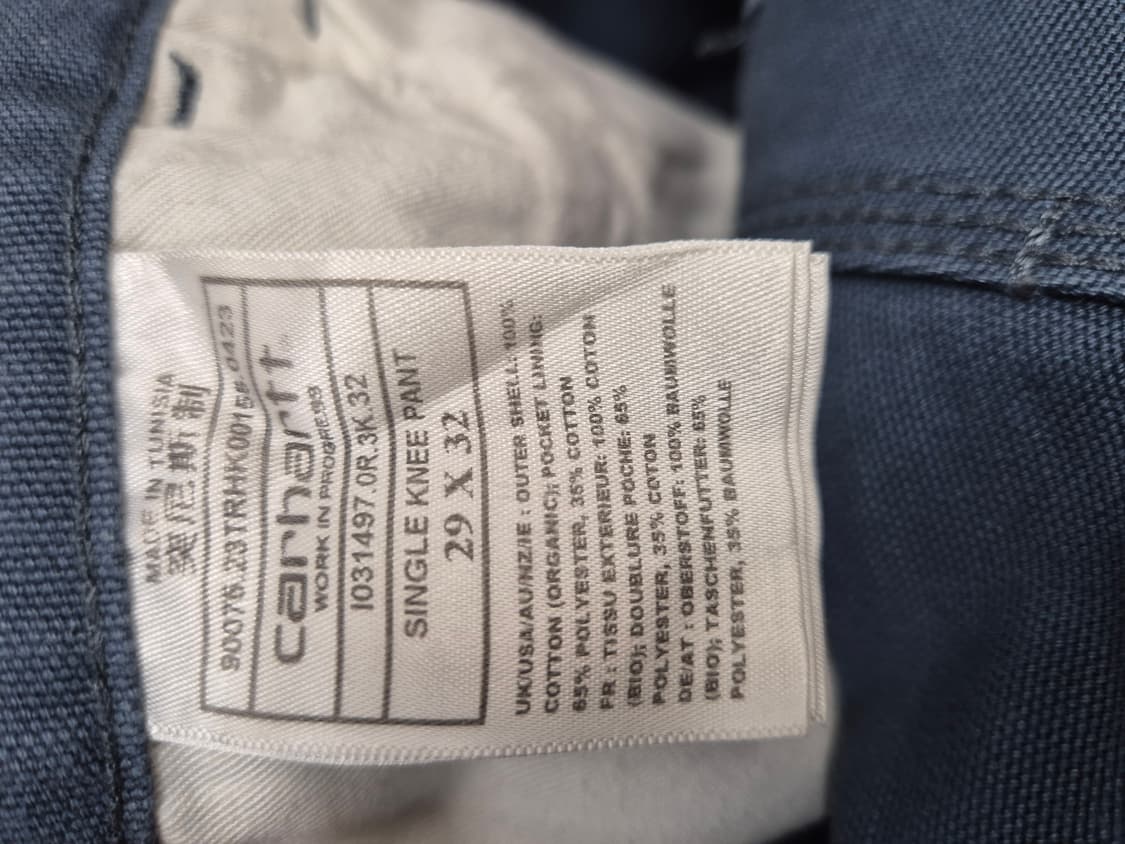 MADE IN TUNISIA
突尼斯制
90076.23TRHK001 0423
carhartt
WORK IN PROGRESS
I031497.0R.3K.32
SINGLE KNEE PANT
29 X 32
UK/USA/AU/NZ/IE : OUTER SHELL: 100%
COTTON (ORGANIC); POCKET LINING:
65% POLYESTER, 35% COTTON
FR : TISSU EXTERIEUR: 100% COTON
(BIO); DOUBLURE POCHE: 65%
POLYESTER, 35% COTON
DE/AT : OBERSTOFF: 100% BAUMWOLLE
(BIO); TASCHENFUTTER: 65%
POLYESTER, 35% BAUMWOLLE